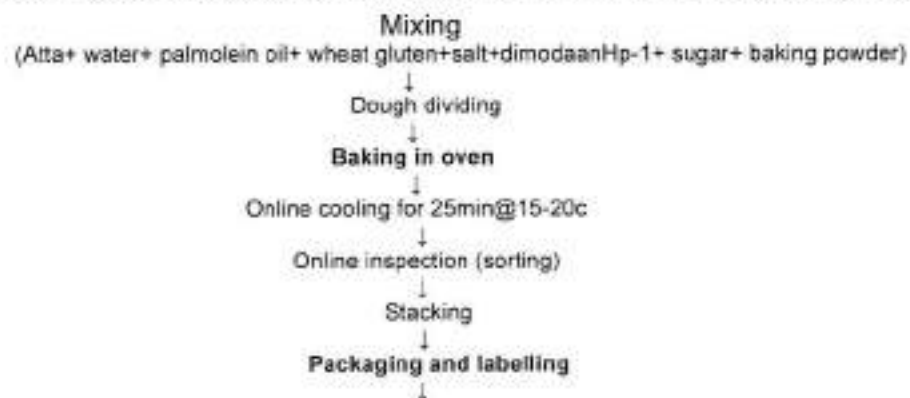 Mixing
(Atta+ water+ palmolein oil+ wheat gluten+salt+dimodaanHp-1+ sugar+ baking powder)
↓
Dough dividing
↓
Baking in oven
↓
Online cooling for 25min@15-20c
↓
Online inspection (sorting)
↓
Stacking
↓
Packaging and labelling
↓